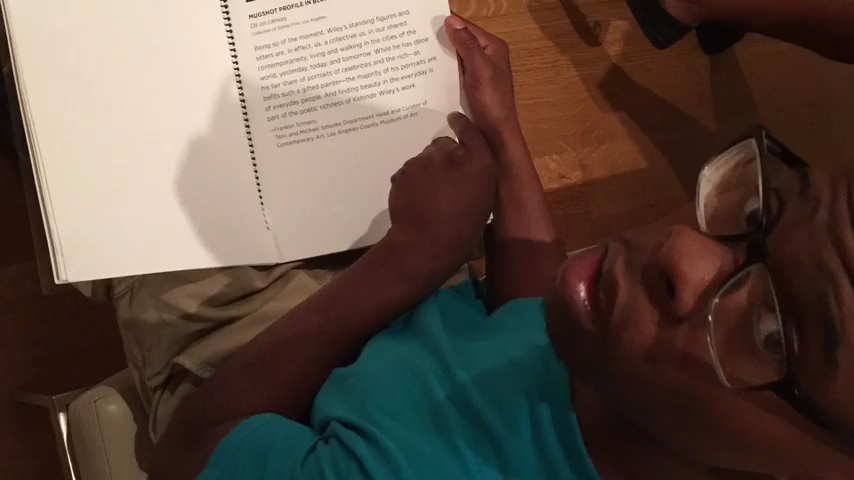 MUGSHOT PROFILE IN
Oil on canvas
Collection of Danny First, Los Angeles
Being so of the moment, Wiley's standing figures and
sitters are, in effect, us, a collective us, in our shared
contemporaneity, living and walking in the cities of the
world, yesterday, today, and tomorrow. While he has done
his fair share of portraits of celebrities and the rich—as
befits such a gifted painter—the majority of his portraits are
of everyday people. And finding beauty in the everyday is
part of the poetic richness of Kehinde Wiley's work
—Franklin Sirmans,
Terri and Michael Smooke Department Head and Curator of
Contemporary Art, Los Angeles County Museum of Art